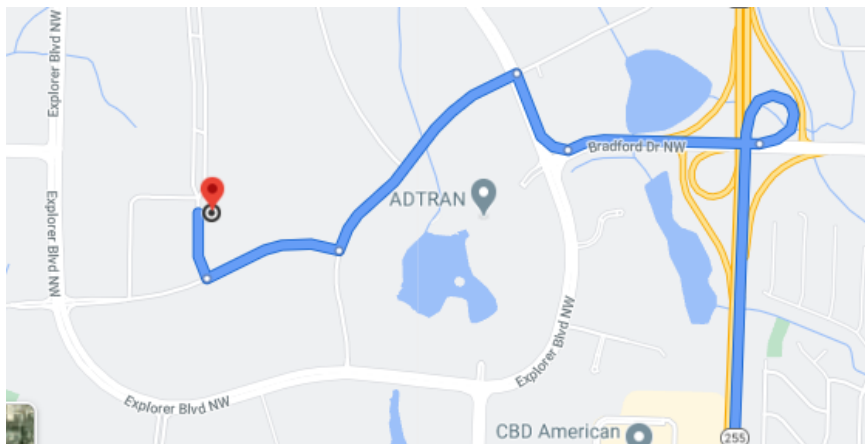 Explorer Blvd NW
Explorer Blvd NW
Bradford Dr NW
ADTRAN
Explorer Blvd NW
Explorer Blvd NW
CBD American
255